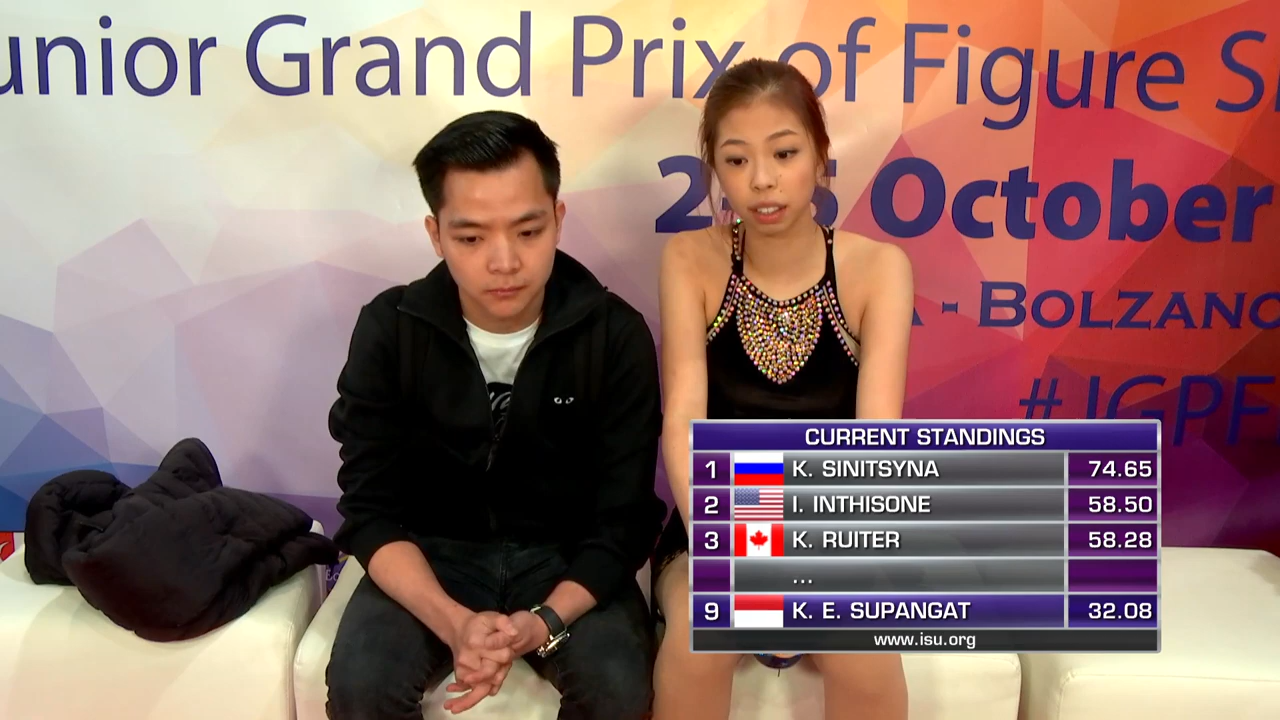 unior Grand Prix of Figure S
2-5 October
A - BOLZANO
#JGPF
CURRENT STANDINGS
1 K. SINITSYNA 74.65
2 I. INTHISONE 58.50
3 K. RUITER 58.28
...
9 K. E. SUPANGAT 32.08
www.isu.org